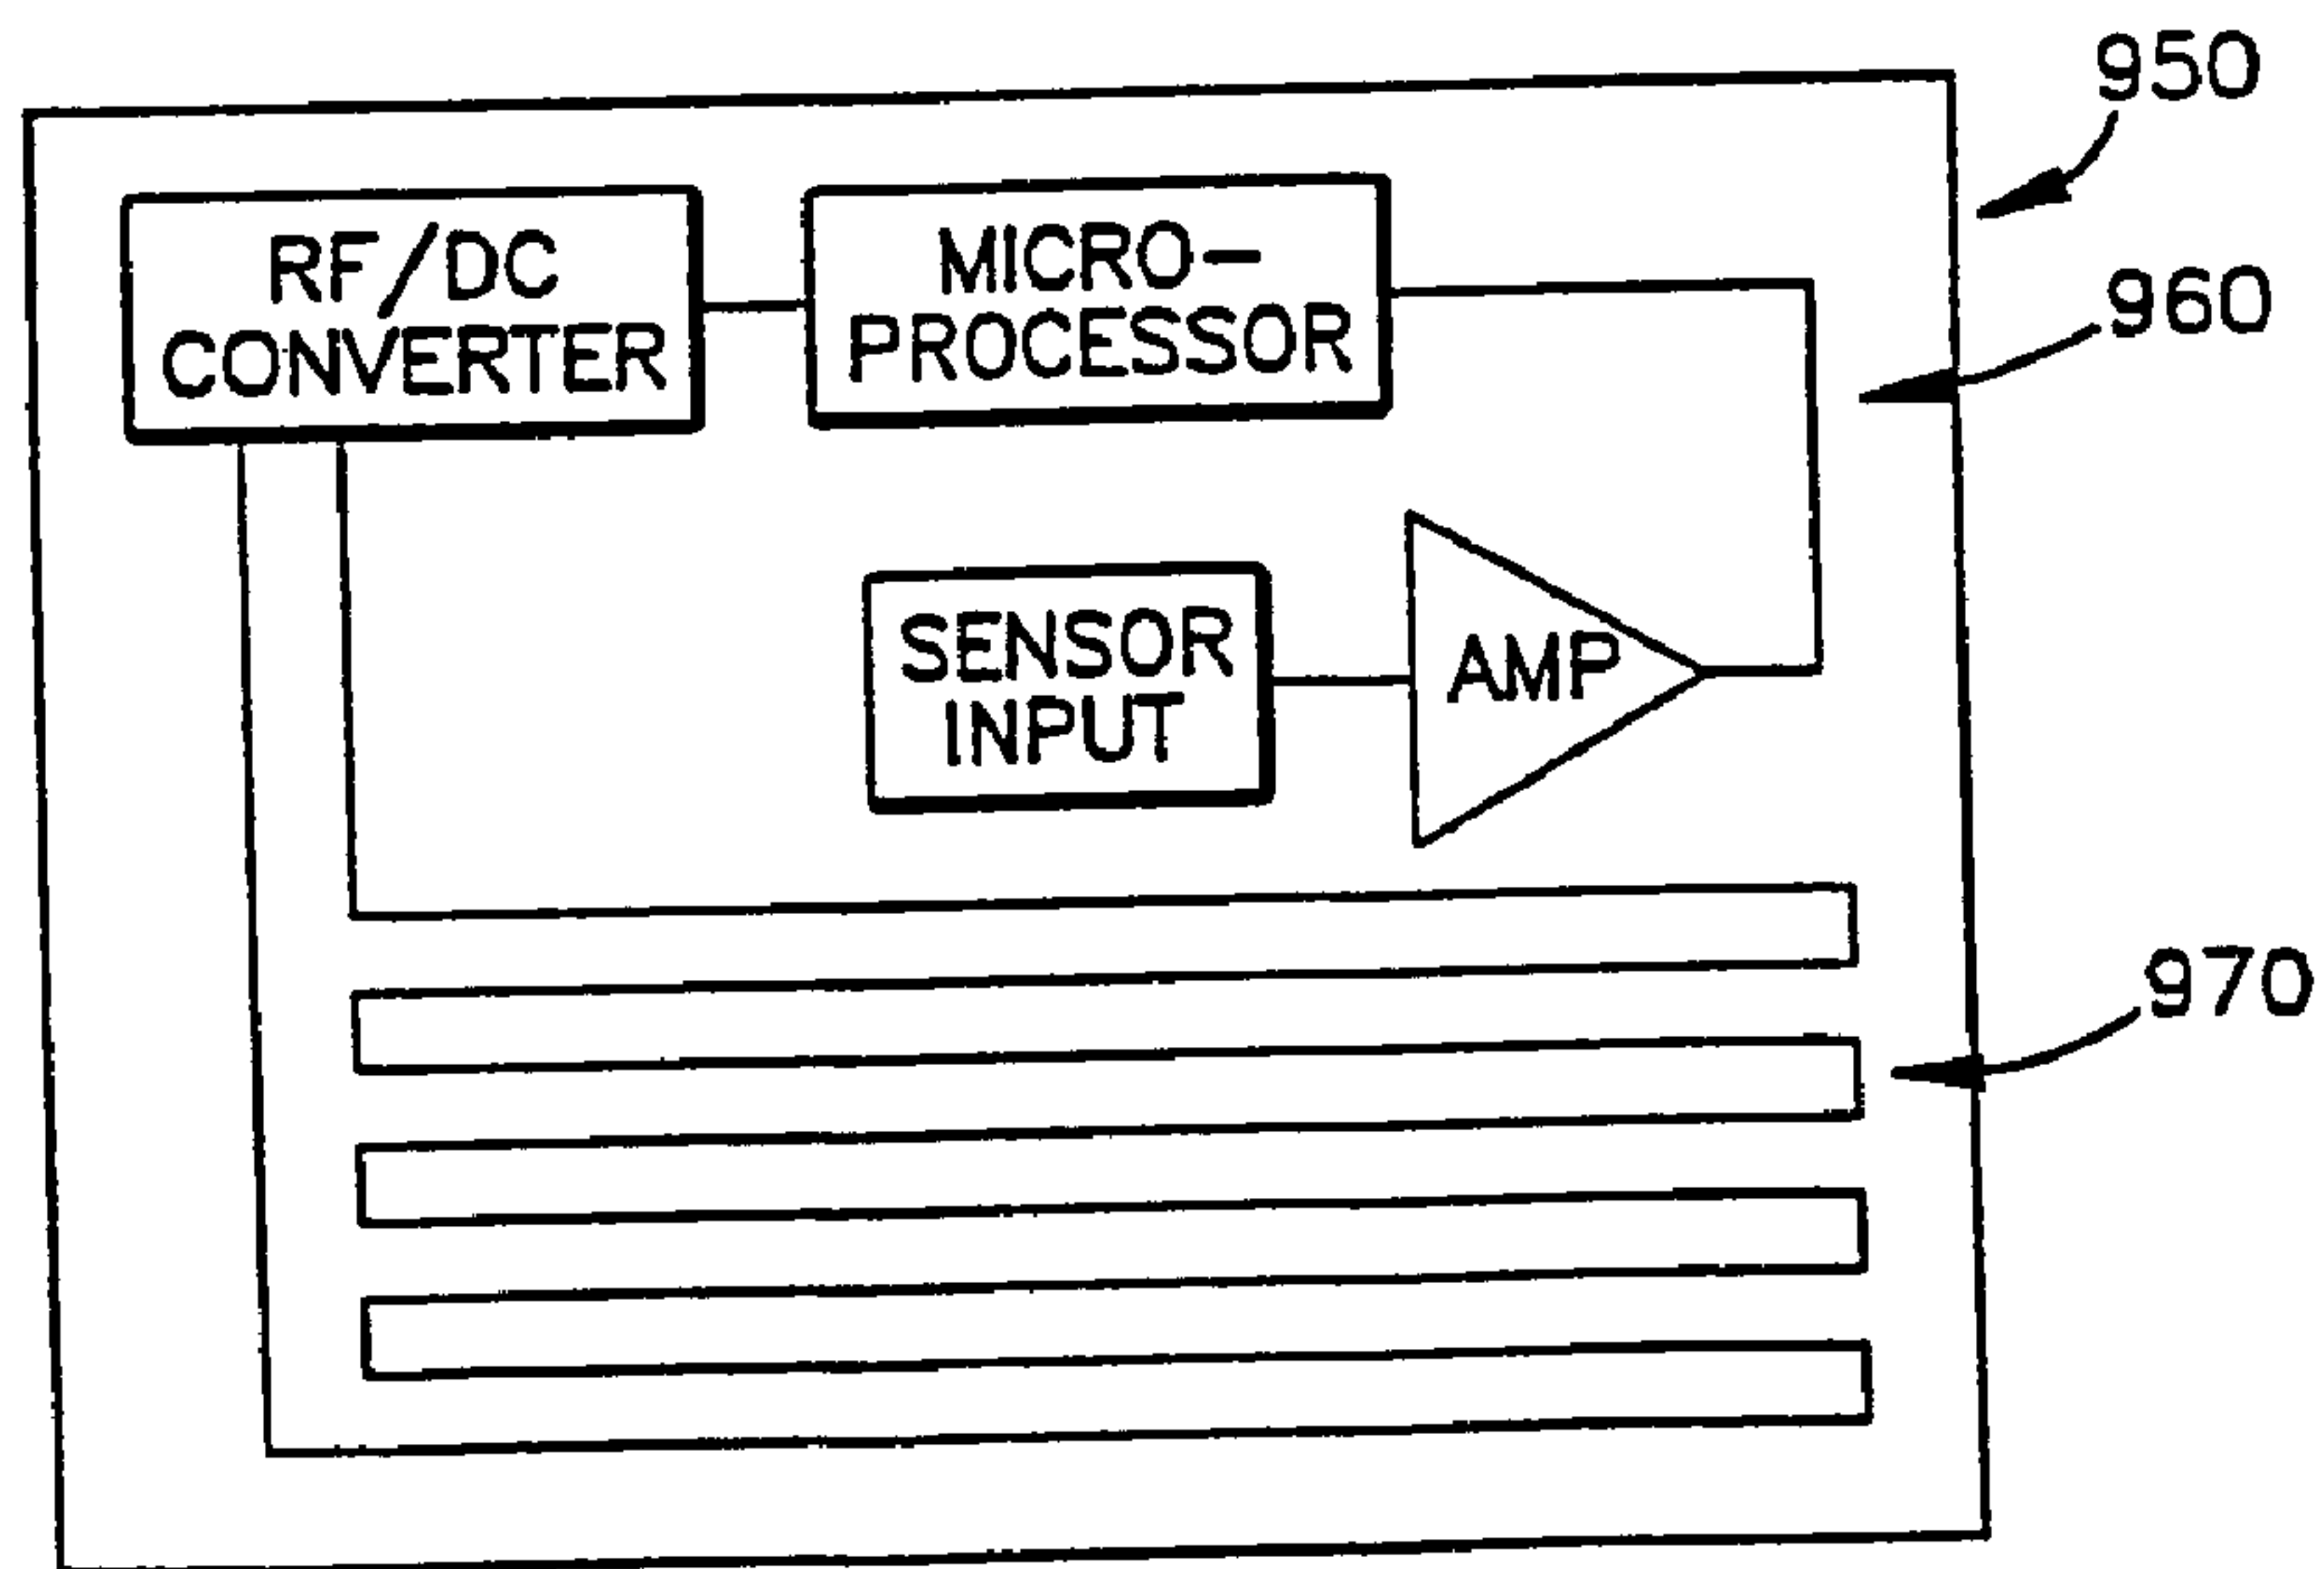 950
RF/DC
CONVERTER
MICRO-
PROCESSOR
960
SENSOR
INPUT
AMP
970